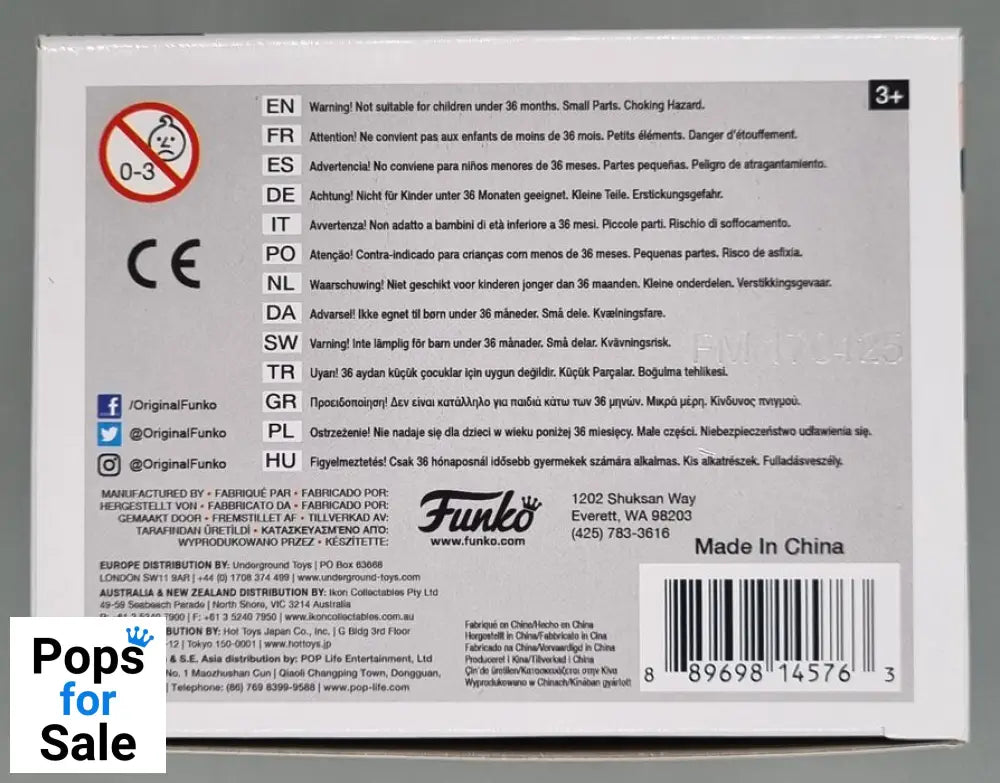 3+
0-3
EN Warning! Not suitable for children under 36 months. Small Parts. Choking Hazard.
FR Attention! Ne convient pas aux enfants de moins de 36 mois. Petits éléments. Danger d'étouffement.
ES Advertencia! No conviene para niños menores de 36 meses. Partes pequeñas. Peligro de atragantamiento.
DE Achtung! Nicht für Kinder unter 36 Monaten geeignet. Kleine Teile. Erstickungsgefahr.
IT Avvertenza! Non adatto a bambini di età inferiore a 36 mesi. Piccole parti. Rischio di soffocamento.
PO Atenção! Contra-indicado para crianças com menos de 36 meses. Pequenas partes. Risco de asfixia.
NL Waarschuwing! Niet geschikt voor kinderen jonger dan 36 maanden. Kleine onderdelen. Verstikkingsgevaar.
DA Advarsel! Ikke egnet til børn under 36 måneder. Små dele. Kvælningsfare.
SW Varning! Inte lämplig för barn under 36 månader. Små delar. Kvävningsrisk.
TR Uyarı! 36 aydan küçük çocuklar için uygun değildir. Küçük Parçalar. Boğulma tehlikesi.
GR Προειδοποίηση! Δεν είναι κατάλληλο για παιδιά κάτω των 36 μηνών. Μικρά μέρη. Κίνδυνος πνιγμού.
PL Ostrzeżenie! Nie nadaje się dla dzieci w wieku poniżej 36 miesięcy. Małe części. Niebezpieczeństwo udławienia się.
HU Figyelmeztetés! Csak 36 hónaposnál idősebb gyermekek számára alkalmas. Kis alkatrészek. Fulladásveszély.
CE
/OriginalFunko
@OriginalFunko
@OriginalFunko
MANUFACTURED BY • FABRIQUÉ PAR • FABRICADO POR:
HERGESTELLT VON • FABBRICATO DA • FABRICADO POR:
GEMAAKT DOOR • FREMSTILLET AF • TILLVERKAD AV:
TARAFINDAN ÜRETİLDİ • ΚΑΤΑΣΚΕΥΑΣΜΈΝΟ ΑΠΌ:
WYPRODUKOWANO PRZEZ • KÉSZÍTETTE:
Funko
www.funko.com
1202 Shuksan Way
Everett, WA 98203
(425) 783-3616
Made In China
EUROPE DISTRIBUTION BY: Underground Toys | PO Box 63668
LONDON SW11 9AR | +44 (0) 1708 374 499 | www.underground-toys.com
AUSTRALIA & NEW ZEALAND DISTRIBUTION BY: Ikon Collectables Pty Ltd
49-59 Seabeach Parade | North Shore, VIC 3214 Australia
7900 | F: +61 3 5240 7950 | www.ikoncollectables.com.au
BUTION BY: Hot Toys Japan Co., Inc. | G Bldg 3rd Floor
-12 | Tokyo 150-0001 | www.hottoys.jp
& S.E. Asia distribution by: POP Life Entertainment, Ltd
No. 1 Maozhushan Cun | Qiaoli Changping Town, Dongguan,
Telephone: (86) 769 8399-9588 | www.pop-life.com
Fabriqué en Chine/Hecho en China
Hergestellt in China/Fabbricato in Cina
Fabricado na China/Vervaardigd in China
Produceret i Kina/Tillverkad i China
Çin'de üretilen/Κατασκευάζεται στην Κίνα
Wyprodukowano w Chinach/Kínában gyártott
8 89698 14576 3
Pops
for
Sale